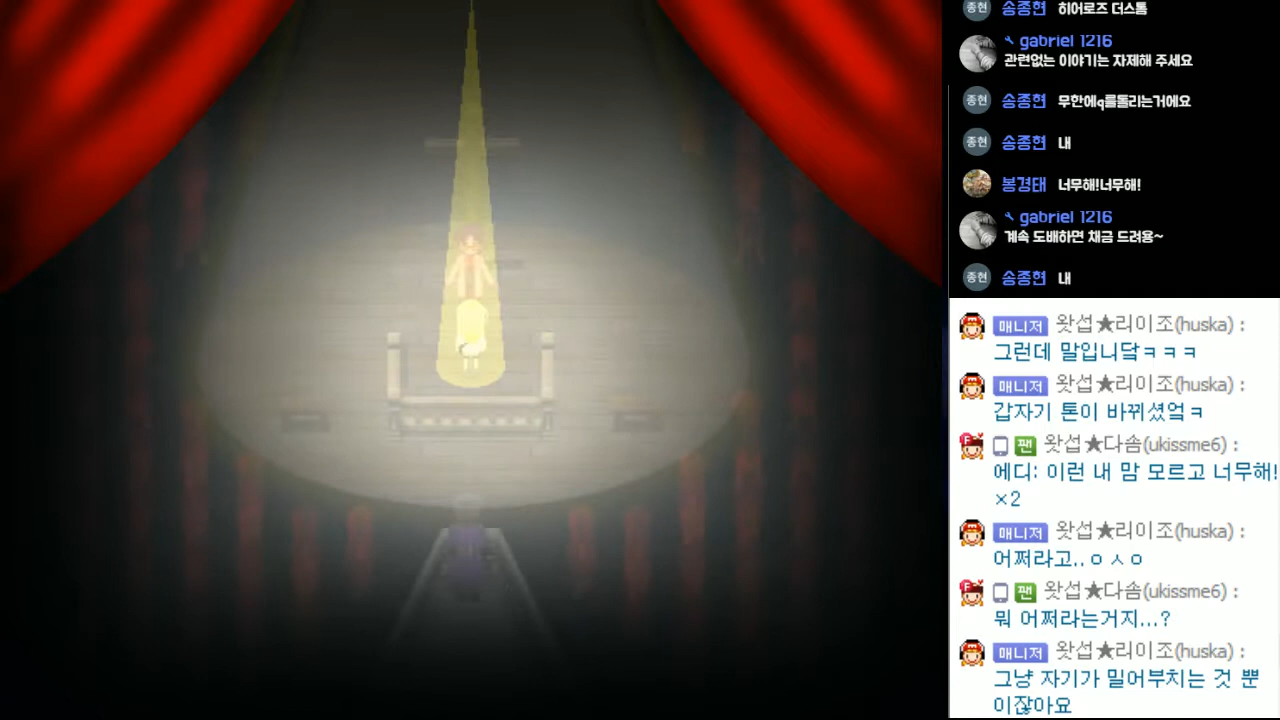 종현 송종현 히어로즈 더스톰
gabriel 1216
관련없는 이야기는 자제해 주세요
종현 송종현 무한에q를돌리는거에요
종현 송종현 내
봉경태 너무해!너무해!
gabriel 1216
계속 도배하면 채금 드려용~
종현 송종현 내
매니저 왓섭★리이조(huska) :
그런데 말입니닼ㅋㅋㅋ
매니저 왓섭★리이조(huska) :
갑자기 톤이 바뀌셨엌ㅋ
팬 왓섭★다솜(ukissme6) :
에디: 이런 내 맘 모르고 너무해!
×2
매니저 왓섭★리이조(huska) :
어쩌라고..ㅇㅅㅇ
팬 왓섭★다솜(ukissme6) :
뭐 어쩌라는거지...?
매니저 왓섭★리이조(huska) :
그냥 자기가 밀어부치는 것 뿐
이잖아요